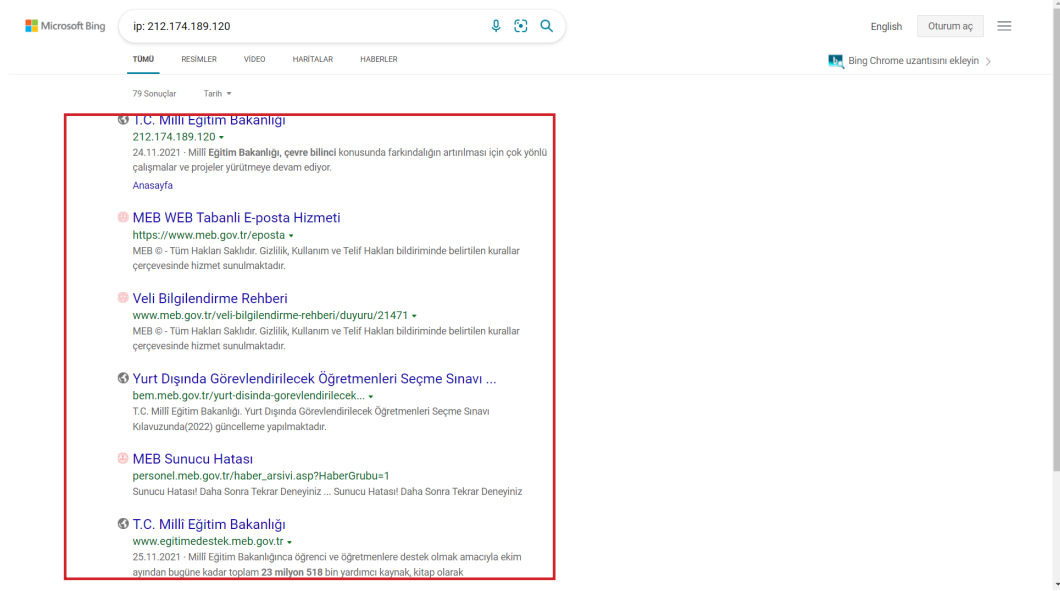 Microsoft Bing
ip: 212.174.189.120
English
Oturum aç
TÜMÜ
RESİMLER
VİDEO
HARİTALAR
HABERLER
Bing Chrome uzantısını ekleyin
79 Sonuçlar
Tarih
T.C. Millî Eğitim Bakanlığı
212.174.189.120
24.11.2021 · Millî Eğitim Bakanlığı, çevre bilinci konusunda farkındalığın artırılması için çok yönlü
çalışmalar ve projeler yürütmeye devam ediyor.
Anasayfa
MEB WEB Tabanli E-posta Hizmeti
https://www.meb.gov.tr/eposta
MEB © - Tüm Hakları Saklıdır. Gizlilik, Kullanım ve Telif Hakları bildiriminde belirtilen kurallar
çerçevesinde hizmet sunulmaktadır.
Veli Bilgilendirme Rehberi
www.meb.gov.tr/veli-bilgilendirme-rehberi/duyuru/21471
MEB © - Tüm Hakları Saklıdır. Gizlilik, Kullanım ve Telif Hakları bildiriminde belirtilen kurallar
çerçevesinde hizmet sunulmaktadır.
Yurt Dışında Görevlendirilecek Öğretmenleri Seçme Sınavı ...
bem.meb.gov.tr/yurt-disinda-gorevlendirilecek...
T.C. Millî Eğitim Bakanlığı. Yurt Dışında Görevlendirilecek Öğretmenleri Seçme Sınavı
Kılavuzunda(2022) güncelleme yapılmaktadır.
MEB Sunucu Hatası
personel.meb.gov.tr/haber_arsivi.asp?HaberGrubu=1
Sunucu Hatası! Daha Sonra Tekrar Deneyiniz ... Sunucu Hatası! Daha Sonra Tekrar Deneyiniz
T.C. Millî Eğitim Bakanlığı
www.egitimedestek.meb.gov.tr
25.11.2021 · Millî Eğitim Bakanlığınca öğrenci ve öğretmenlere destek olmak amacıyla ekim
ayından bugüne kadar toplam 23 milyon 518 bin yardımcı kaynak, kitap olarak